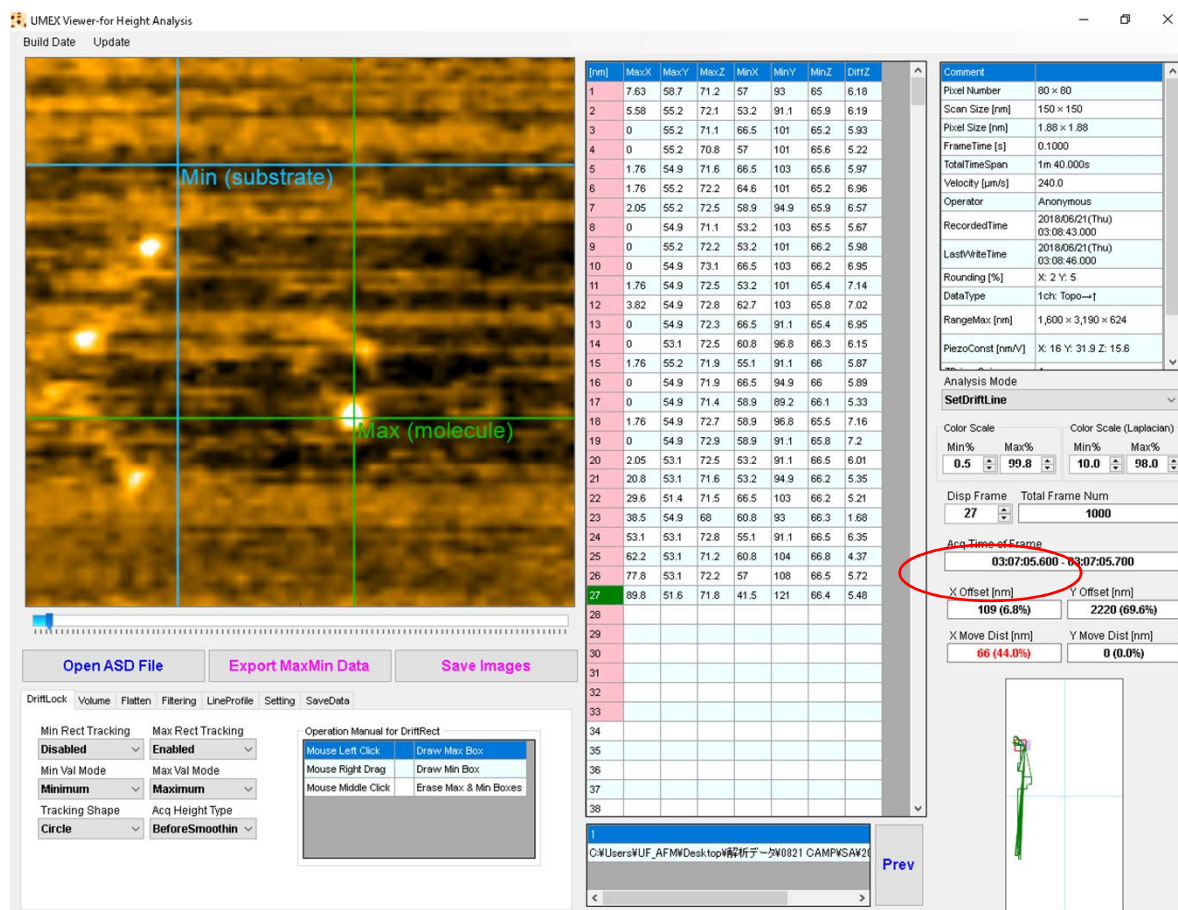 UMEX Viewer-for Height Analysis
Build Date Update
Min (substrate)
Max (molecule)
Open ASD File Export MaxMin Data Save Images
DriftLock Volume Flatten Filtering LineProfile Setting SaveData
Min Rect Tracking Max Rect Tracking
Disabled Enabled
Min Val Mode Max Val Mode
Minimum Maximum
Tracking Shape Acq Height Type
Circle BeforeSmoothin
Operation Manual for DriftRect
Mouse Left Click Draw Max Box
Mouse Right Drag Draw Min Box
Mouse Middle Click Erase Max & Min Boxes
[nm] MaxX MaxY MaxZ MinX MinY MinZ DiffZ
1 7.63 58.7 71.2 57 93 65 6.18
2 5.58 55.2 72.1 53.2 91.1 65.9 6.19
3 0 55.2 71.1 66.5 101 65.2 5.93
4 0 55.2 70.8 57 101 65.6 5.22
5 1.76 54.9 71.6 66.5 103 65.6 5.97
6 1.76 55.2 72.2 64.6 101 65.2 6.96
7 2.05 55.2 72.5 58.9 94.9 65.9 6.57
8 0 54.9 71.1 53.2 103 65.5 5.67
9 0 55.2 72.2 53.2 101 66.2 5.98
10 0 54.9 73.1 66.5 103 66.2 6.95
11 1.76 54.9 72.5 53.2 101 65.4 7.14
12 3.82 54.9 72.8 62.7 103 65.8 7.02
13 0 54.9 72.3 66.5 91.1 65.4 6.95
14 0 53.1 72.5 60.8 96.8 66.3 6.15
15 1.76 55.2 71.9 55.1 91.1 66 5.87
16 0 54.9 71.9 66.5 94.9 66 5.89
17 0 54.9 71.4 58.9 89.2 66.1 5.33
18 1.76 54.9 72.7 58.9 96.8 65.5 7.16
19 0 54.9 72.9 58.9 91.1 65.8 7.2
20 2.05 53.1 72.5 53.2 91.1 66.5 6.01
21 20.8 53.1 71.6 53.2 94.9 66.2 5.35
22 29.6 51.4 71.5 66.5 103 66.2 5.21
23 38.5 54.9 68 60.8 93 66.3 1.68
24 53.1 53.1 72.8 55.1 91.1 66.5 6.35
25 62.2 53.1 71.2 60.8 104 66.8 4.37
26 77.8 53.1 72.2 57 108 66.5 5.72
27 89.8 51.6 71.8 41.5 121 66.4 5.48
28
29
30
31
32
33
34
35
36
37
38
1
C:¥Users¥UF_AFM¥Desktop¥解析データ¥0821 CAMP¥SA¥20
Prev
Comment
Pixel Number 80 × 80
Scan Size [nm] 150 × 150
Pixel Size [nm] 1.88 × 1.88
FrameTime [s] 0.1000
TotalTimeSpan 1m 40.000s
Velocity [μm/s] 240.0
Operator Anonymous
RecordedTime 2018/06/21(Thu)
03:08:43.000
LastWriteTime 2018/06/21(Thu)
03:08:46.000
Rounding [%] X: 2 Y: 5
DataType 1ch: Topo→↑
RangeMax [nm] 1,600 × 3,190 × 624
PiezoConst [nm/V] X: 16 Y: 31.9 Z: 15.6
Analysis Mode
SetDriftLine
Color Scale Color Scale (Laplacian)
Min% Max% Min% Max%
0.5 99.8 10.0 98.0
Disp Frame Total Frame Num
27 1000
Acq Time of Frame
03:07:05.600 - 03:07:05.700
X Offset [nm] Y Offset [nm]
109 (6.8%) 2220 (69.6%)
X Move Dist [nm] Y Move Dist [nm]
66 (44.0%) 0 (0.0%)